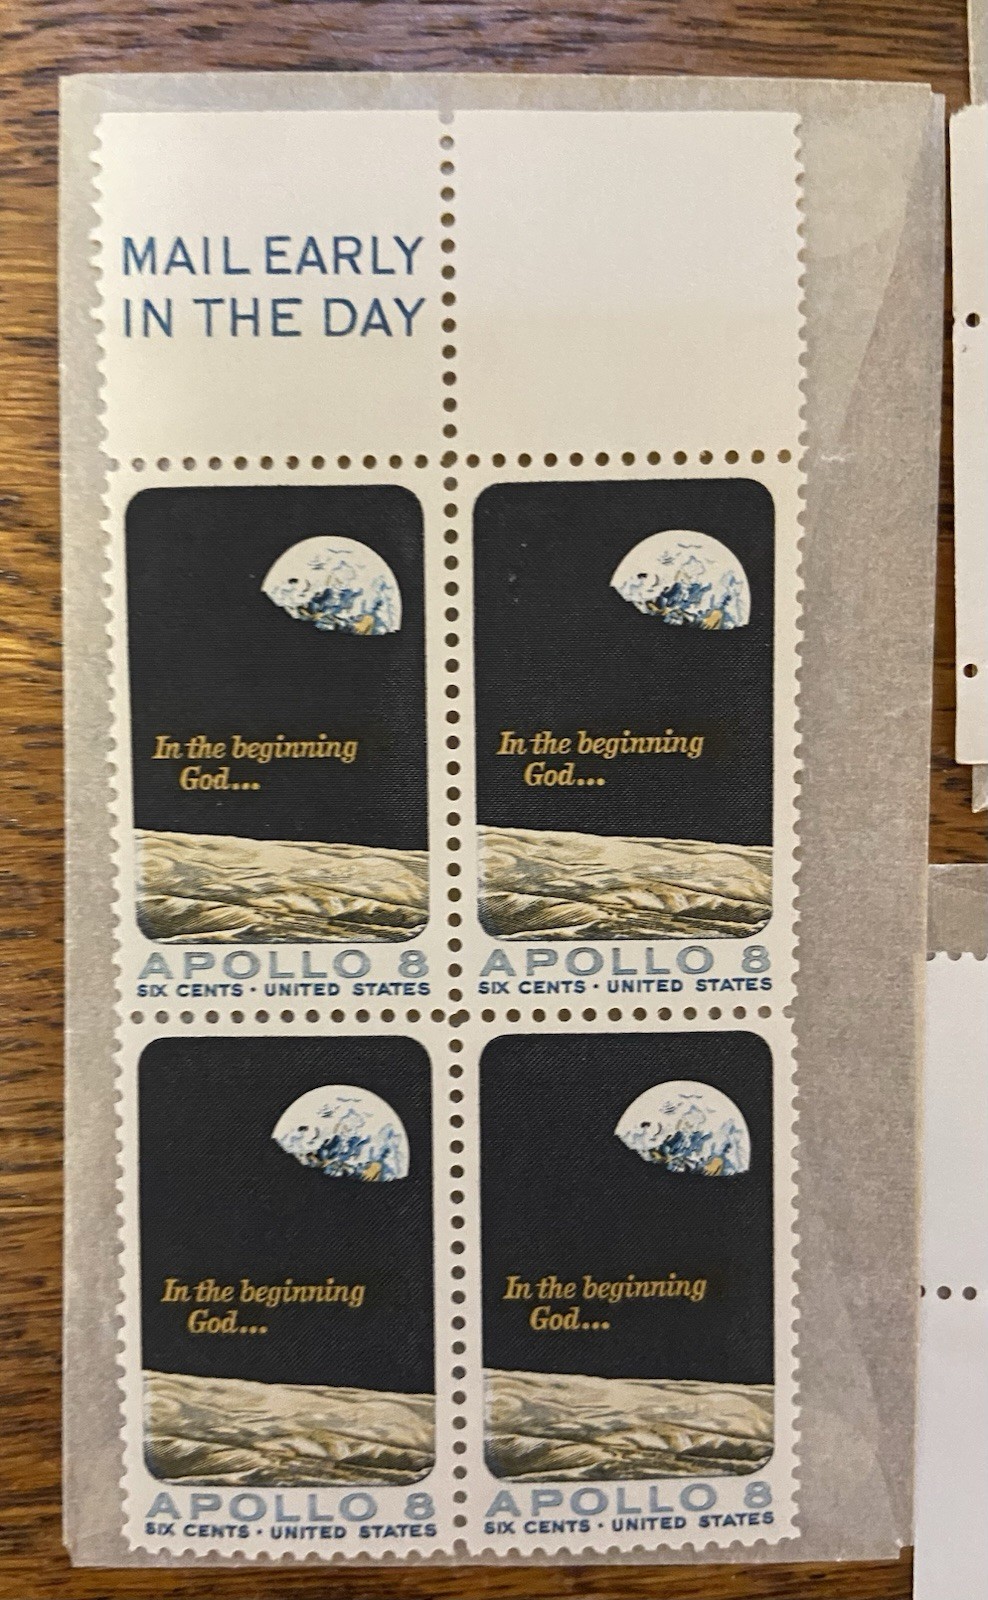 MAIL EARLY
IN THE DAY
In the beginning
God...
APOLLO 8
SIX CENTS · UNITED STATES
In the beginning
God...
APOLLO 8
SIX CENTS · UNITED STATES
In the beginning
God...
APOLLO 8
SIX CENTS · UNITED STATES
In the beginning
God...
APOLLO 8
SIX CENTS · UNITED STATES